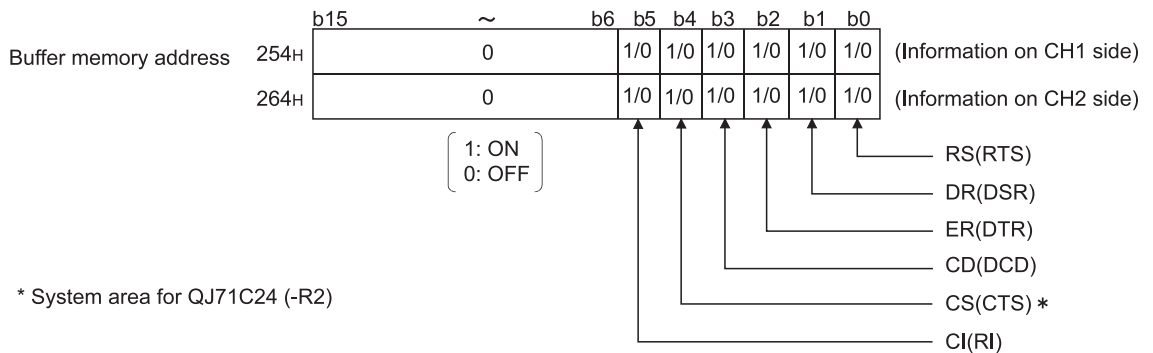 b15 ~ b6 b5 b4 b3 b2 b1 b0
Buffer memory address 254H 0 1/0 1/0 1/0 1/0 1/0 1/0 (Information on CH1 side)
264H 0 1/0 1/0 1/0 1/0 1/0 1/0 (Information on CH2 side)
1: ON
0: OFF
RS(RTS)
DR(DSR)
ER(DTR)
CD(DCD)
* System area for QJ71C24 (-R2)
CS(CTS) *
CI(RI)